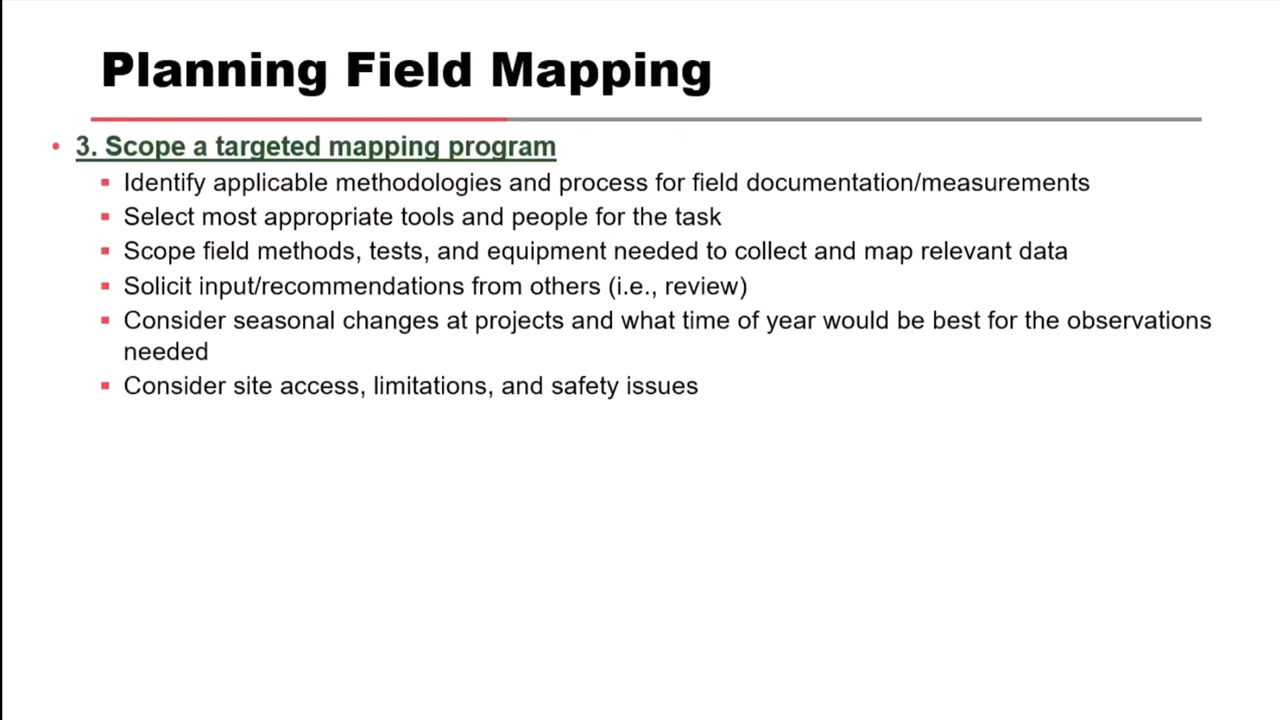 Planning Field Mapping
• 3. Scope a targeted mapping program
▪ Identify applicable methodologies and process for field documentation/measurements
▪ Select most appropriate tools and people for the task
▪ Scope field methods, tests, and equipment needed to collect and map relevant data
▪ Solicit input/recommendations from others (i.e., review)
▪ Consider seasonal changes at projects and what time of year would be best for the observations
needed
▪ Consider site access, limitations, and safety issues